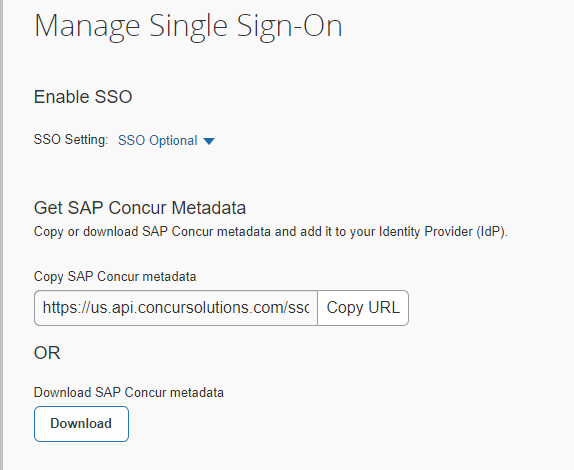 Manage Single Sign-On
Enable SSO
SSO Setting: SSO Optional
Get SAP Concur Metadata
Copy or download SAP Concur metadata and add it to your Identity Provider (IdP).
Copy SAP Concur metadata
https://us.api.concursolutions.com/sso Copy URL
OR
Download SAP Concur metadata
Download